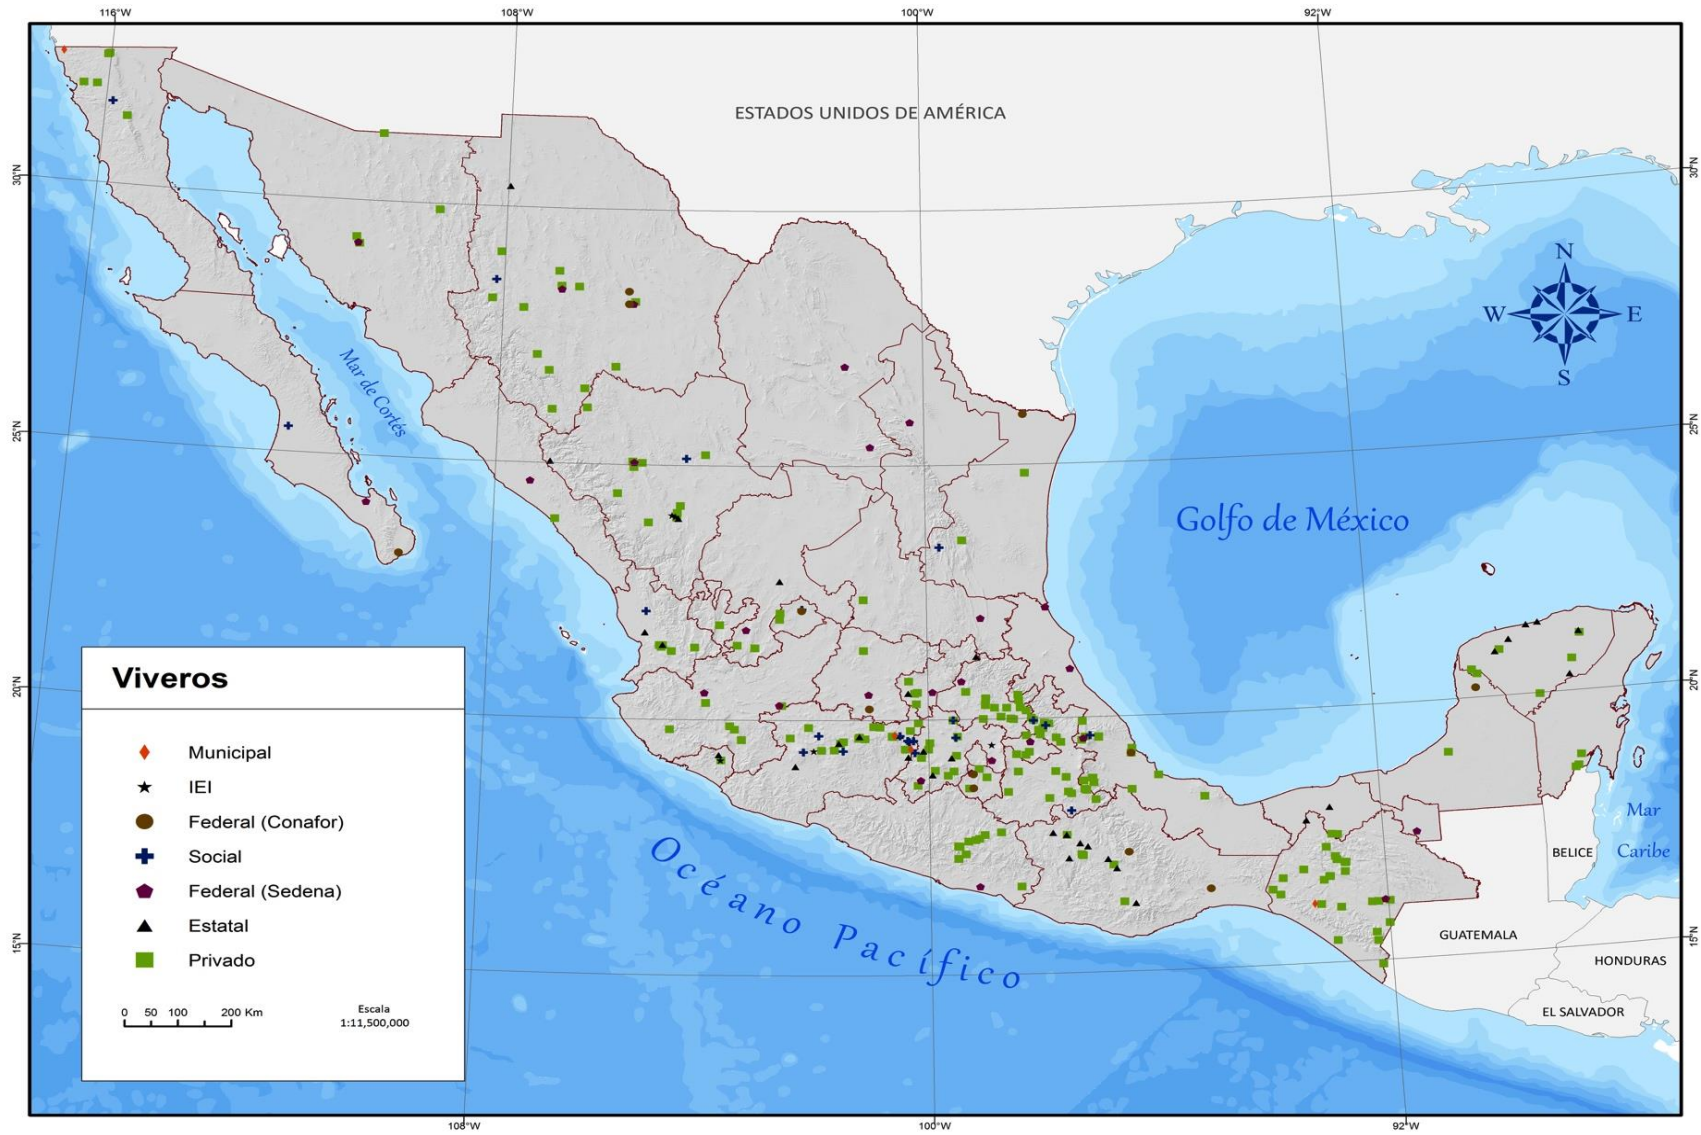 116°W
108°W
100°W
92°W
ESTADOS UNIDOS DE AMÉRICA
30°N
30°N
N
W
E
S
Mar de Cortés
25°N
25°N
Golfo de México
20°N
20°N
Viveros
Municipal
IEI
Federal (Conafor)
Social
Federal (Sedena)
Estatal
Privado
0 50 100 200 Km
Escala
1:11,500,000
Océano Pacífico
Mar
Caribe
BELICE
GUATEMALA
HONDURAS
EL SALVADOR
15°N
15°N
108°W
100°W
92°W